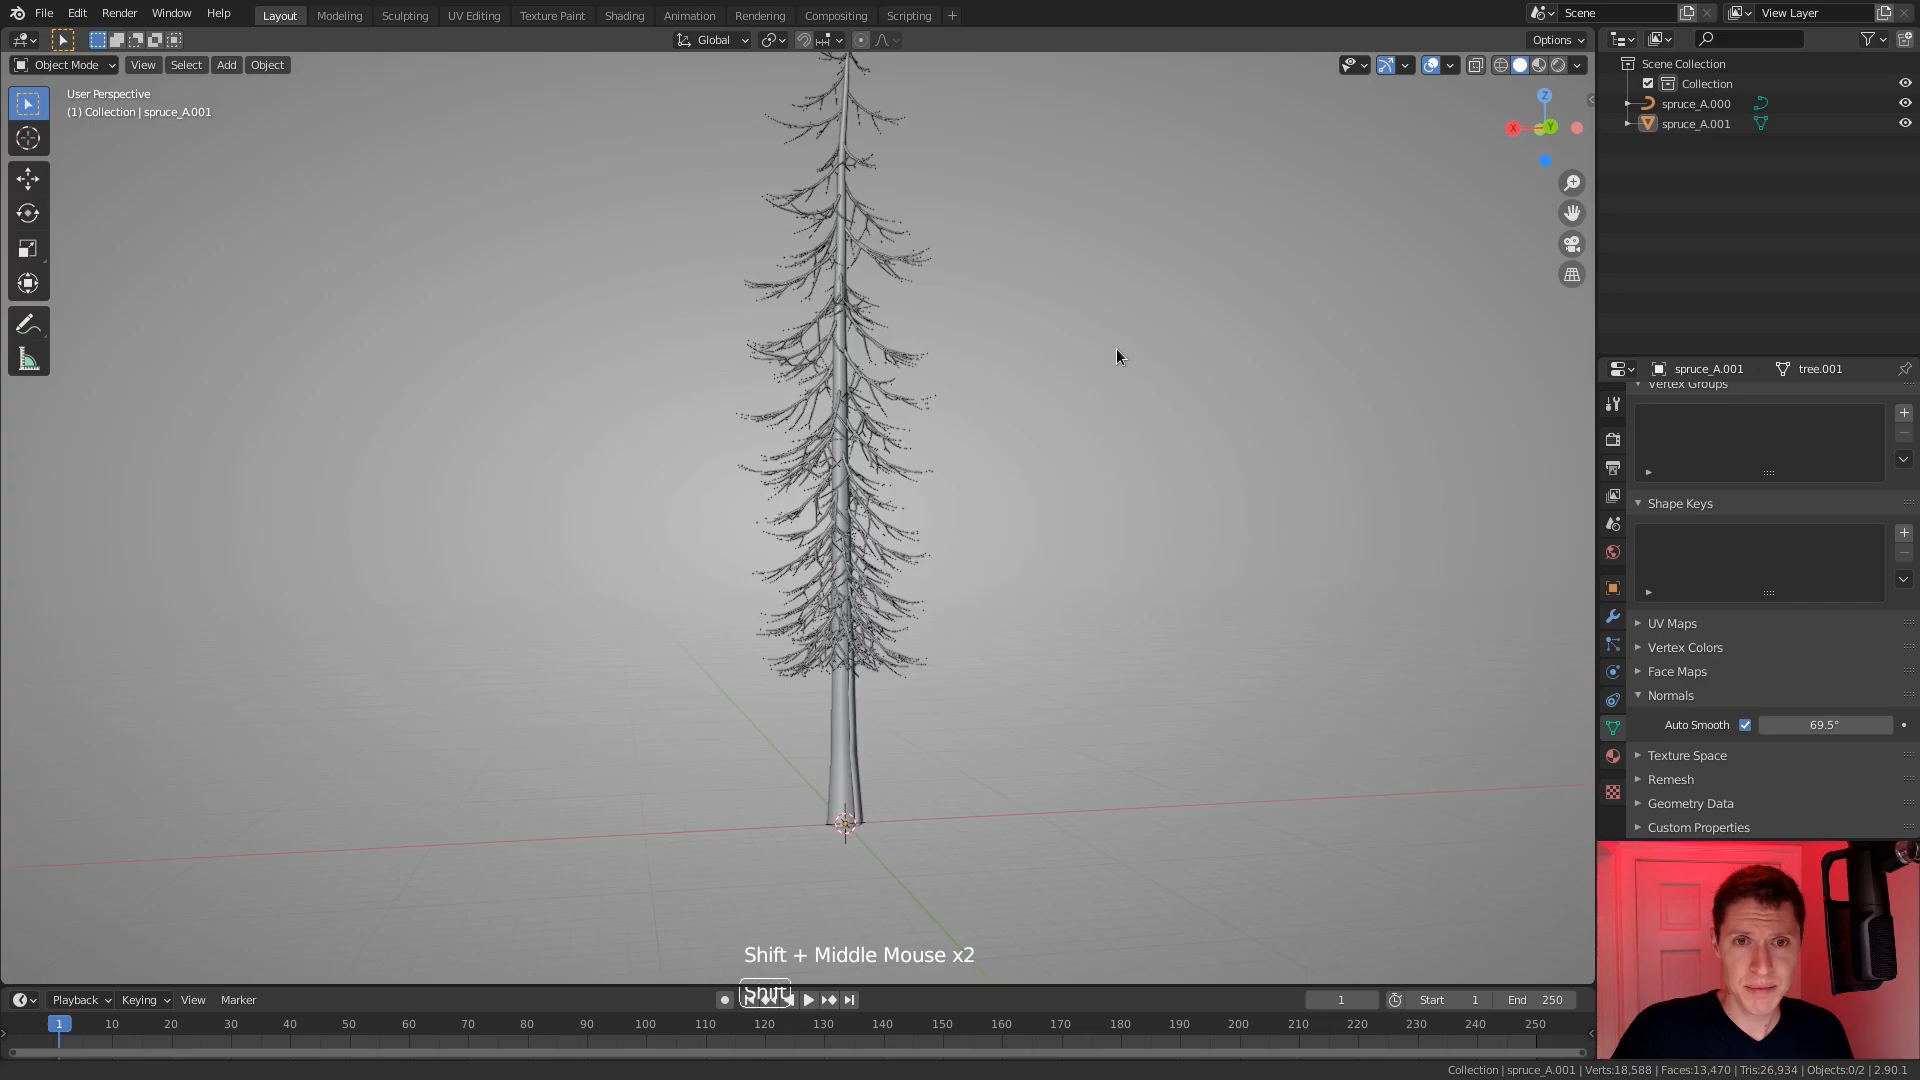 File Edit Render Window Help Layout Modeling Sculpting UV Editing Texture Paint Shading Animation Rendering Compositing Scripting + Scene View Layer
Global Options
Object Mode View Select Add Object
User Perspective
(1) Collection | spruce_A.001
Z
X Y
Scene Collection
Collection
spruce_A.000
spruce_A.001
spruce_A.001 tree.001
Vertex Groups
Shape Keys
UV Maps
Vertex Colors
Face Maps
Normals
Auto Smooth 69.5°
Texture Space
Remesh
Geometry Data
Custom Properties
Shift + Middle Mouse x2
Shift
Playback Keying View Marker 1 Start 1 End 250
1 10 20 30 40 50 60 70 80 90 100 110 120 130 140 150 160 170 180 190 200 210 220 230 240 250
Collection | spruce_A.001 | Verts:18,588 | Faces:13,470 | Tris:26,934 | Objects:0/2 | 2.90.1